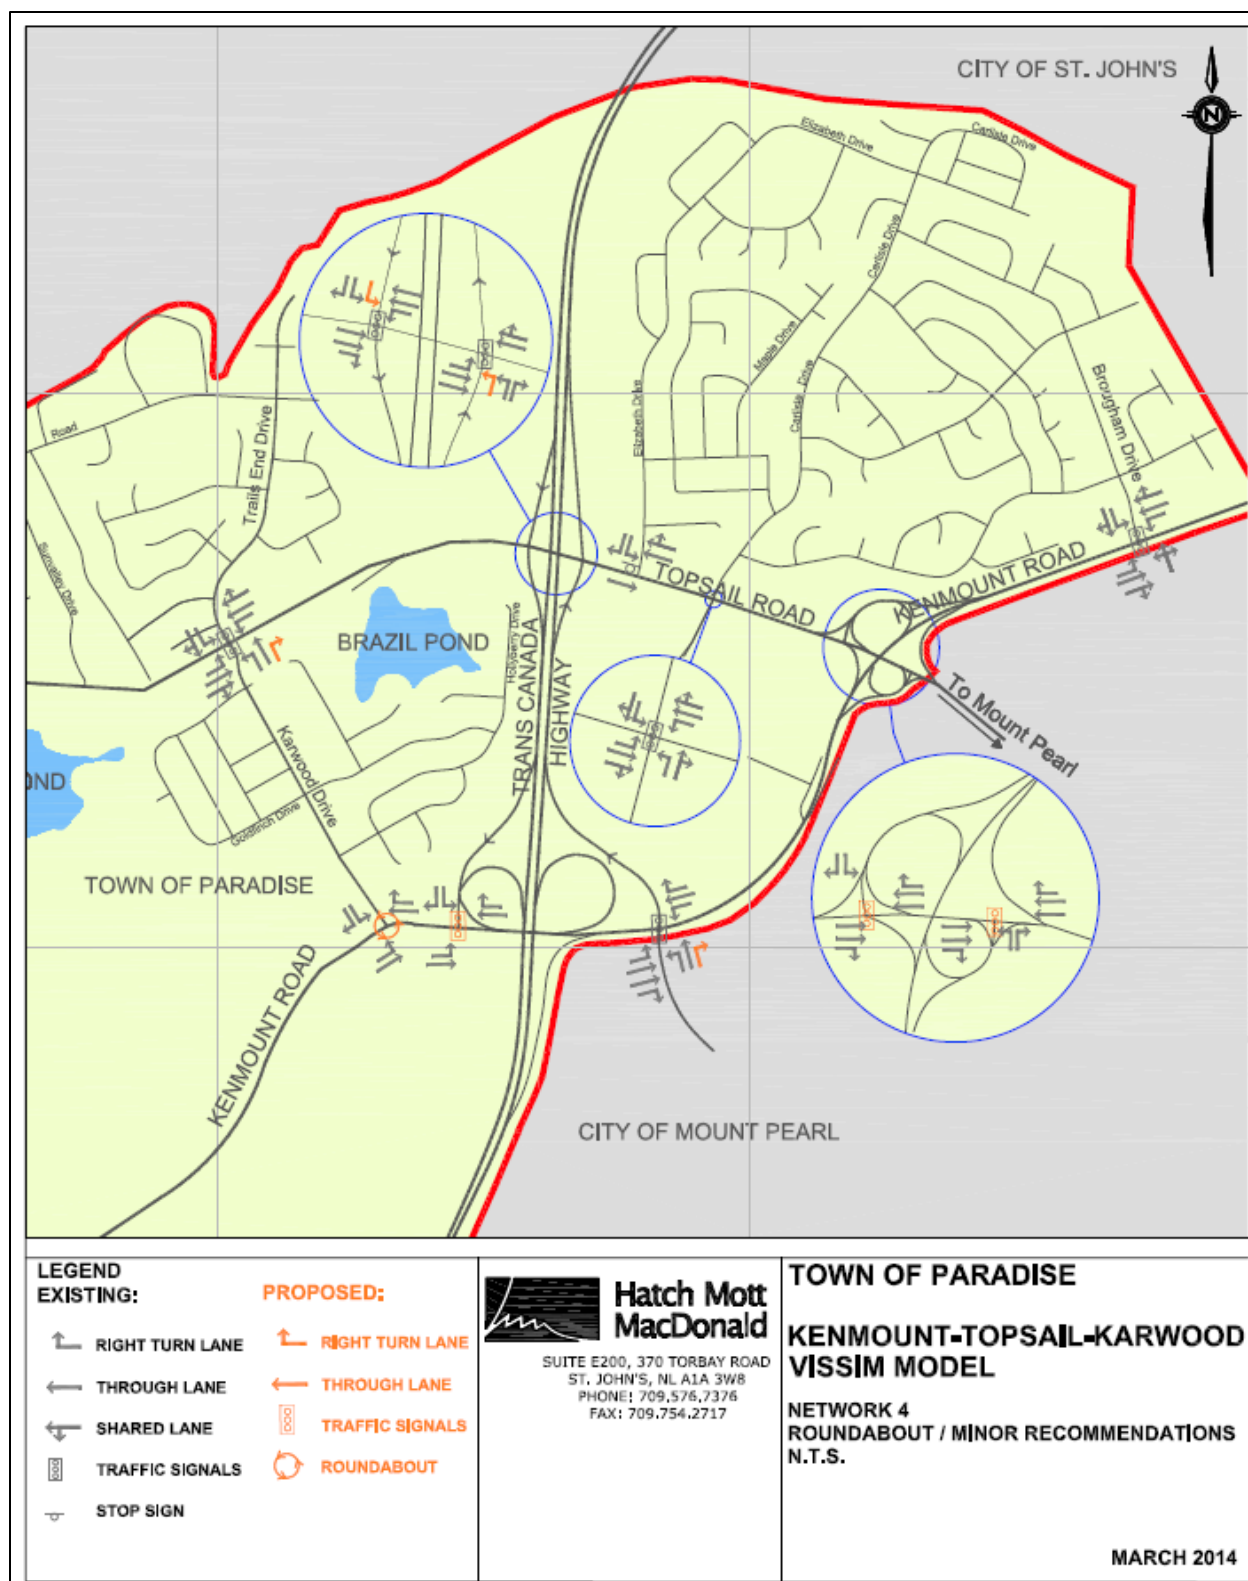 CITY OF ST. JOHN'S
N
Elizabeth Drive
Carlisle Drive
Carlisle Drive
Maple Drive
Elizabeth Drive
Carlisle Drive
Brougham Drive
Road
Trails End Drive
Sunvalley Drive
TOPSAIL ROAD
KENMOUNT ROAD
BRAZIL POND
Hollyberry Drive
TRANS CANADA
HIGHWAY
To Mount Pearl
OND
Karwood Drive
Goldfinch Drive
TOWN OF PARADISE
KENMOUNT ROAD
CITY OF MOUNT PEARL
LEGEND
EXISTING:
RIGHT TURN LANE
THROUGH LANE
SHARED LANE
TRAFFIC SIGNALS
STOP SIGN
PROPOSED:
RIGHT TURN LANE
THROUGH LANE
TRAFFIC SIGNALS
ROUNDABOUT
Hatch Mott
MacDonald
SUITE E200, 370 TORBAY ROAD
ST. JOHN'S, NL A1A 3W8
PHONE: 709.576.7376
FAX: 709.754.2717
TOWN OF PARADISE
KENMOUNT-TOPSAIL-KARWOOD
VISSIM MODEL
NETWORK 4
ROUNDABOUT / MINOR RECOMMENDATIONS
N.T.S.
MARCH 2014